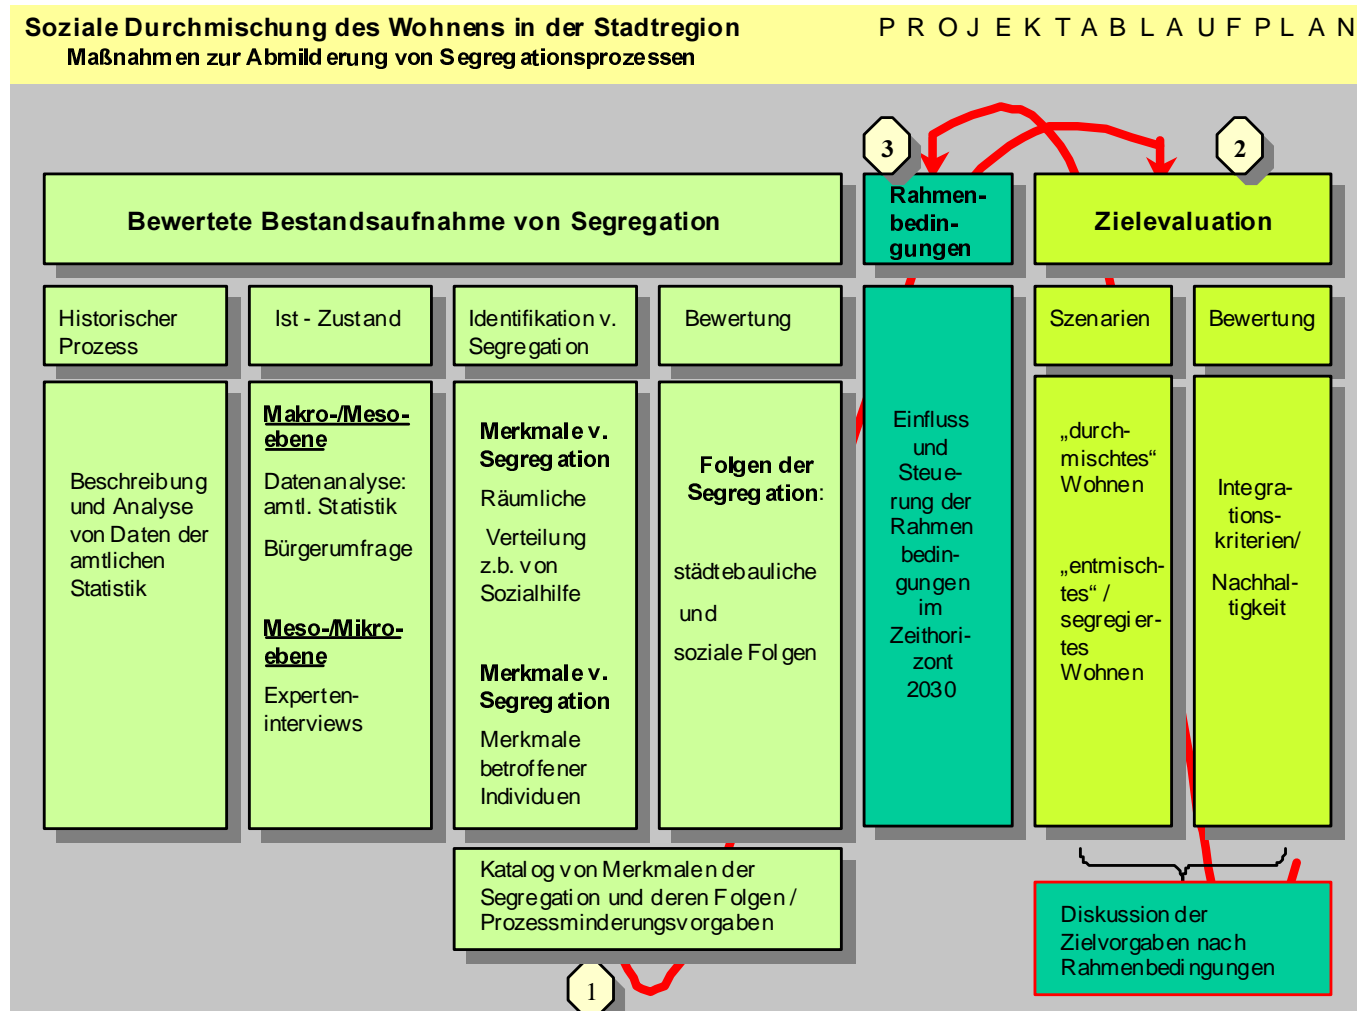 Soziale Durchmischung des Wohnens in der Stadtregion
PROJEKTABLAUFPLAN
Maßnahmen zur Abmilderung von Segregationsprozessen
3
2
Bewertete Bestandsaufnahme von Segregation
Rahmen-
bedin-
gungen
Zielevaluation
Historischer
Prozess
Ist - Zustand
Identifikation v.
Segregation
Bewertung
Szenarien
Bewertung
Beschreibung
und Analyse
von Daten der
amtlichen
Statistik
Makro-/Meso-
ebene
Datenanalyse:
amtl. Statistik
Bürgerumfrage
Meso-/Mikro-
ebene
Experten-
interviews
Merkmale v.
Segregation
Räumliche
Verteilung
z.b. von
Sozialhilfe
Merkmale v.
Segregation
Merkmale
betroffener
Individuen
Folgen der
Segregation:
städtebauliche
und
soziale Folgen
Einfluss
und
Steue-
rung der
Rahmen
bedin-
gungen
im
Zeithori-
zont
2030
„durch-
mischtes“
Wohnen
„entmisch-
tes“ /
segregier-
tes
Wohnen
Integra-
tions-
kriterien/
Nachhal-
tigkeit
Katalog von Merkmalen der
Segregation und deren Folgen /
Prozessminderungsvorgaben
Diskussion der
Zielvorgaben nach
Rahmenbedingungen
1